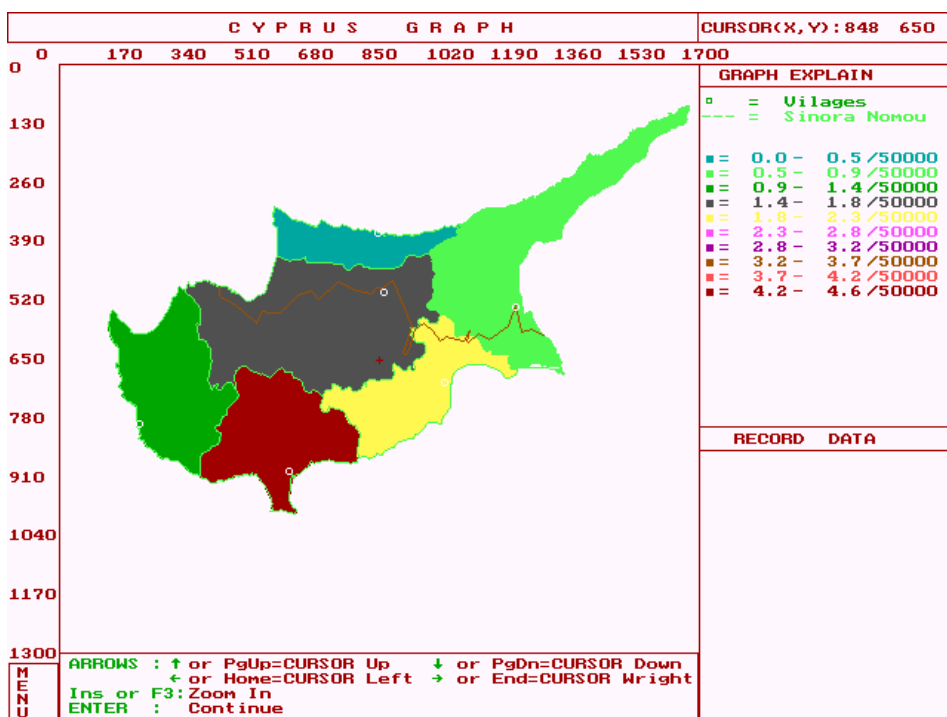 C Y P R U S   G R A P H
CURSOR(X,Y):848 650
0 170 340 510 680 850 1020 1190 1360 1530 1700
0
130
260
390
520
650
780
910
1040
1170
1300
GRAPH EXPLAIN
= Vilages
--- = Sinora Nomou
= 0.0 - 0.5/50000
= 0.5 - 0.9/50000
= 0.9 - 1.4/50000
= 1.4 - 1.8/50000
= 1.8 - 2.3/50000
= 2.3 - 2.8/50000
= 2.8 - 3.2/50000
= 3.2 - 3.7/50000
= 3.7 - 4.2/50000
= 4.2 - 4.6/50000
RECORD DATA
MENU
ARROWS : ↑ or PgUp=CURSOR Up ↓ or PgDn=CURSOR Down
← or Home=CURSOR Left → or End=CURSOR Wright
Ins or F3:Zoom In
ENTER : Continue